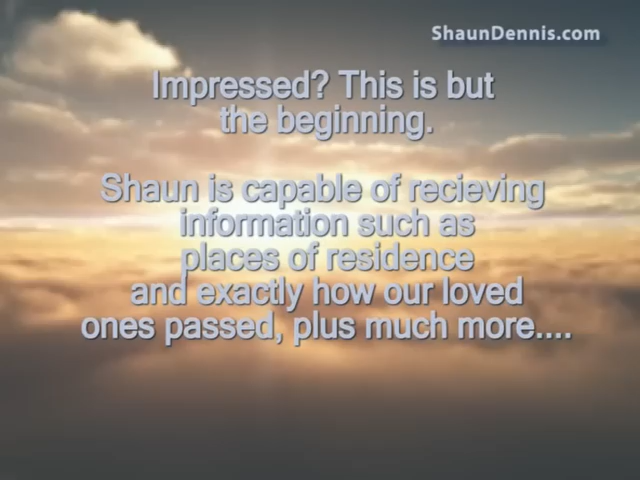 ShaunDennis.com
Impressed? This is but
the beginning.
Shaun is capable of recieving
information such as
places of residence
and exactly how our loved
ones passed, plus much more....